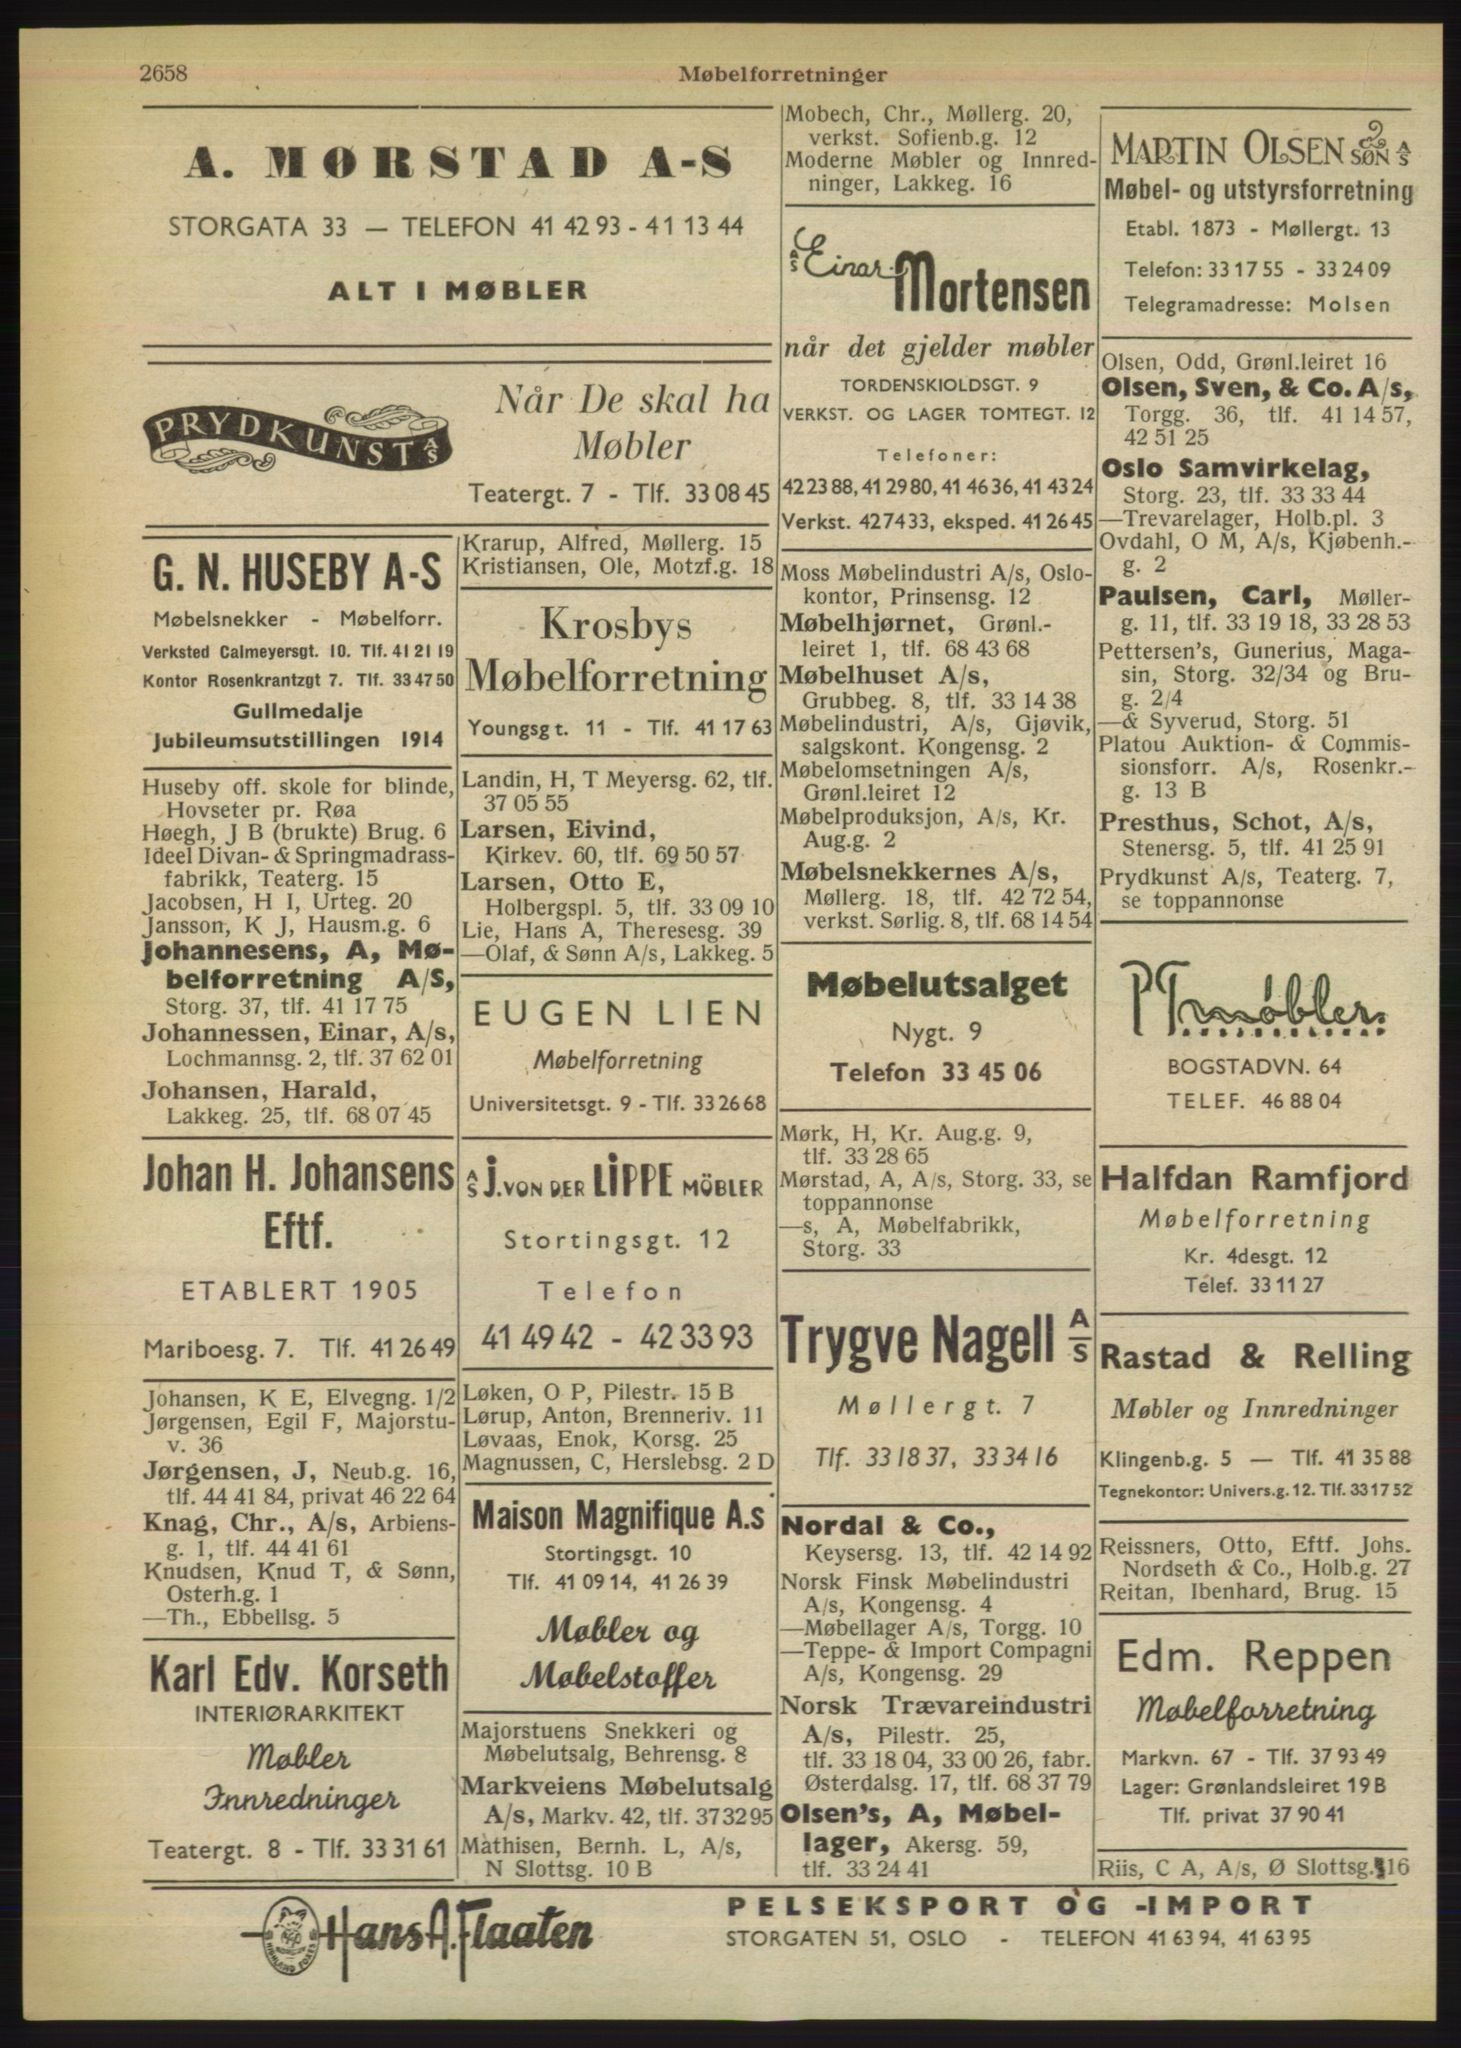 2658
Møbelforretninger
A. MØRSTAD A-S
STORGATA 33 — TELEFON 41 42 93 - 41 13 44
ALT I MØBLER
PRYDKUNST A/S
Når De skal ha
Møbler
Teatergt. 7 - Tlf. 33 08 45
G. N. HUSEBY A-S
Møbelsnekker - Møbelforr.
Verksted Calmeyersgt. 10. Tlf. 41 21 19
Kontor Rosenkrantzgt 7. Tlf. 33 47 50
Gullmedalje
Jubileumsutstillingen 1914
Huseby off. skole for blinde,
Hovseter pr. Røa
Høegh, J B (brukte) Brug. 6
Ideel Divan- & Springmadrass-
fabrikk, Teaterg. 15
Jacobsen, H I, Urteg. 20
Jansson, K J, Hausm.g. 6
Johannesens, A, Mø-
belforretning A/S,
Storg. 37, tlf. 41 17 75
Johannessen, Einar, A/s,
Lochmannsg. 2, tlf. 37 62 01
Johansen, Harald,
Lakkeg. 25, tlf. 68 07 45
Johan H. Johansens
Eftf.
ETABLERT 1905
Mariboesg. 7. Tlf. 41 26 49
Johansen, K E, Elvegng. 1/2
Jørgensen, Egil F, Majorstu-
v. 36
Jørgensen, J, Neub.g. 16,
tlf. 44 41 84, privat 46 22 64
Knag, Chr., A/s, Arbiens-
g. 1, tlf. 44 41 61
Knudsen, Knud T, & Sønn,
Osterh.g. 1
—Th., Ebbellsg. 5
Karl Edv. Korseth
INTERIØRARKITEKT
Møbler
Innredninger
Teatergt. 8 - Tlf. 33 31 61
Krarup, Alfred, Møllerg. 15
Kristiansen, Ole, Motzf.g. 18
Krosbys
Møbelforretning
Youngsgt. 11 - Tlf. 41 17 63
Landin, H, T Meyersg. 62, tlf.
37 05 55
Larsen, Eivind,
Kirkev. 60, tlf. 69 50 57
Larsen, Otto E,
Holbergspl. 5, tlf. 33 09 10
Lie, Hans A, Theresesg. 39
—Olaf, & Sønn A/s, Lakkeg. 5
EUGEN LIEN
Møbelforretning
Universitetsgt. 9 - Tlf. 33 26 68
A/S J. VON DER LIPPE MÖBLER
Stortingsgt. 12
Telefon
41 49 42 - 42 33 93
Løken, O P, Pilestr. 15 B
Lørup, Anton, Brenneriv. 11
Løvaas, Enok, Korsg. 25
Magnussen, C, Herslebsg. 2 D
Maison Magnifique A.s
Stortingsgt. 10
Tlf. 41 09 14, 41 26 39
Møbler og
Møbelstoffer
Majorstuens Snekkeri og
Møbelutsalg, Behrensg. 8
Markveiens Møbelutsalg
A/s, Markv. 42, tlf. 37 32 95
Mathisen, Bernh. L, A/s,
N Slottsg. 10 B
Mobech, Chr., Møllerg. 20,
verkst. Sofienb.g. 12
Moderne Møbler og Innred-
ninger, Lakkeg. 16
A/S Einar Mortensen
når det gjelder møbler
TORDENSKIOLDSGT. 9
VERKST. OG LAGER TOMTEGT. 12
Telefoner:
42 23 88, 41 29 80, 41 46 36, 41 43 24
Verkst. 42 74 33, eksped. 41 26 45
Moss Møbelindustri A/s, Oslo-
kontor, Prinsensg. 12
Møbelhjørnet, Grønl.-
leiret 1, tlf. 68 43 68
Møbelhuset A/s,
Grubbeg. 8, tlf. 33 14 38
Møbelindustri, A/s, Gjøvik,
salgskont. Kongensg. 2
Møbelomsetningen A/s,
Grønl.leiret 12
Møbelproduksjon, A/s, Kr.
Aug.g. 2
Møbelsnekkernes A/s,
Møllerg. 18, tlf. 42 72 54,
verkst. Sørlig. 8, tlf. 68 14 54
Møbelutsalget
Nygt. 9
Telefon 33 45 06
Mørk, H, Kr. Aug.g. 9,
tlf. 33 28 65
Mørstad, A, A/s, Storg. 33, se
toppannonse
—s, A, Møbelfabrikk,
Storg. 33
Trygve Nagell A/S
Møllergt. 7
Tlf. 33 18 37, 33 34 16
Nordal & Co.,
Keysersg. 13, tlf. 42 14 92
Norsk Finsk Møbelindustri
A/s, Kongensg. 4
—Møbellager A/s, Torgg. 10
—Teppe- & Import Compagni
A/s, Kongensg. 29
Norsk Trævareindustri
A/s, Pilestr. 25,
tlf. 33 18 04, 33 00 26, fabr.
Østerdalsg. 17, tlf. 68 37 79
Olsen's, A, Møbel-
lager, Akersg. 59,
tlf. 33 24 41
MARTIN OLSEN & SØN A/S
Møbel- og utstyrsforretning
Etabl. 1873 - Møllergt. 13
Telefon: 33 17 55 - 33 24 09
Telegramadresse: Molsen
Olsen, Odd, Grønl.leiret 16
Olsen, Sven, & Co. A/s,
Torgg. 36, tlf. 41 14 57,
42 51 25
Oslo Samvirkelag,
Storg. 23, tlf. 33 33 44
—Trevarelager, Holb.pl. 3
Ovdahl, O M, A/s, Kjøbenh.-
g. 2
Paulsen, Carl, Møller-
g. 11, tlf. 33 19 18, 33 28 53
Pettersen's, Gunerius, Maga-
sin, Storg. 32/34 og Bru-
g. 2/4
—& Syverud, Storg. 51
Platou Auktion- & Commis-
sionsforr. A/s, Rosenkr.-
g. 13 B
Presthus, Schot, A/s,
Stenersg. 5, tlf. 41 25 91
Prydkunst A/s, Teaterg. 7,
se toppannonse
PT møbler
BOGSTADVN. 64
TELEF. 46 88 04
Halfdan Ramfjord
Møbelforretning
Kr. 4desgt. 12
Telef. 33 11 27
Rastad & Relling
Møbler og Innredninger
Klingenb.g. 5 — Tlf. 41 35 88
Tegnekontor: Univers.g. 12. Tlf. 33 17 52
Reissners, Otto, Eftf. Johs.
Nordseth & Co., Holb.g. 27
Reitan, Ibenhard, Brug. 15
Edm. Reppen
Møbelforretning
Markvn. 67 - Tlf. 37 93 49
Lager: Grønlandsleiret 19 B
Tlf. privat 37 90 41
Riis, C A, A/s, Ø Slottsg. 16
Hans A. Flaaten
PELSEKSPORT OG -IMPORT
STORGATEN 51, OSLO - TELEFON 41 63 94, 41 63 95